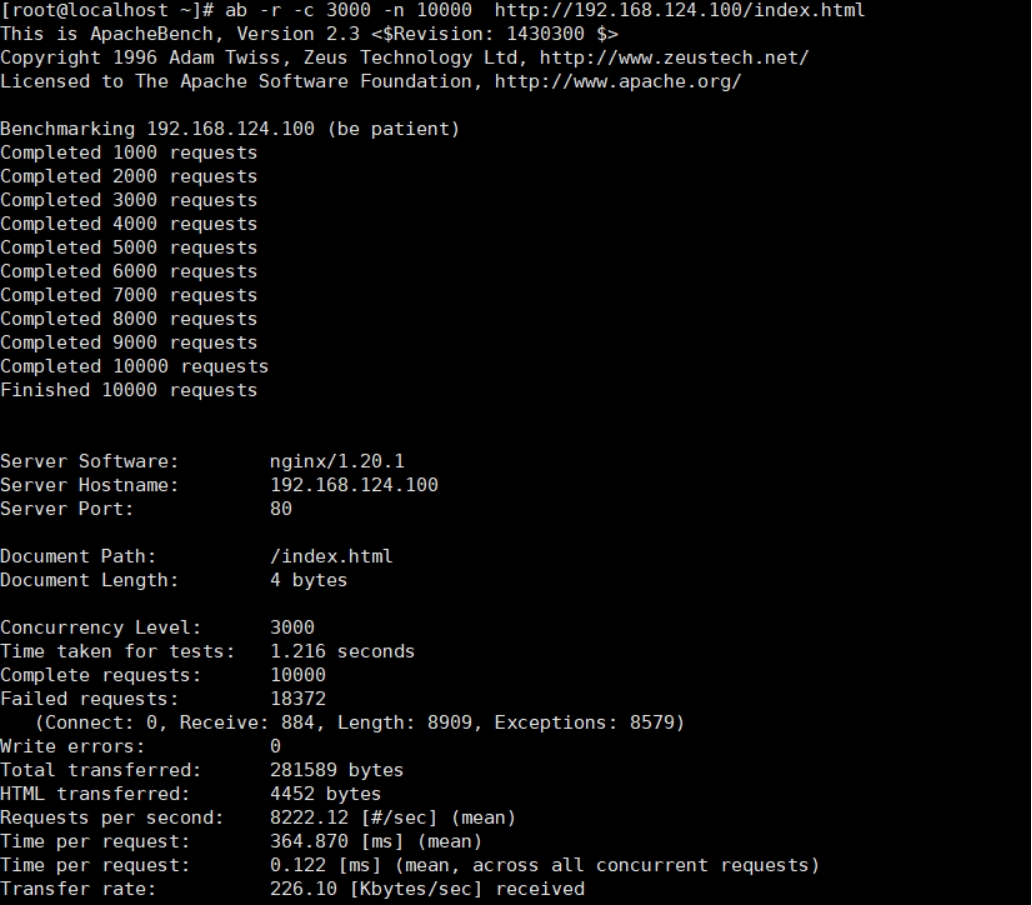 [root@localhost ~]# ab -r -c 3000 -n 10000  http://192.168.124.100/index.html
This is ApacheBench, Version 2.3 <$Revision: 1430300 $>
Copyright 1996 Adam Twiss, Zeus Technology Ltd, http://www.zeustech.net/
Licensed to The Apache Software Foundation, http://www.apache.org/

Benchmarking 192.168.124.100 (be patient)
Completed 1000 requests
Completed 2000 requests
Completed 3000 requests
Completed 4000 requests
Completed 5000 requests
Completed 6000 requests
Completed 7000 requests
Completed 8000 requests
Completed 9000 requests
Completed 10000 requests
Finished 10000 requests

Server Software:        nginx/1.20.1
Server Hostname:        192.168.124.100
Server Port:            80

Document Path:          /index.html
Document Length:        4 bytes

Concurrency Level:      3000
Time taken for tests:   1.216 seconds
Complete requests:      10000
Failed requests:        18372
   (Connect: 0, Receive: 884, Length: 8909, Exceptions: 8579)
Write errors:           0
Total transferred:      281589 bytes
HTML transferred:       4452 bytes
Requests per second:    8222.12 [#/sec] (mean)
Time per request:       364.870 [ms] (mean)
Time per request:       0.122 [ms] (mean, across all concurrent requests)
Transfer rate:          226.10 [Kbytes/sec] received